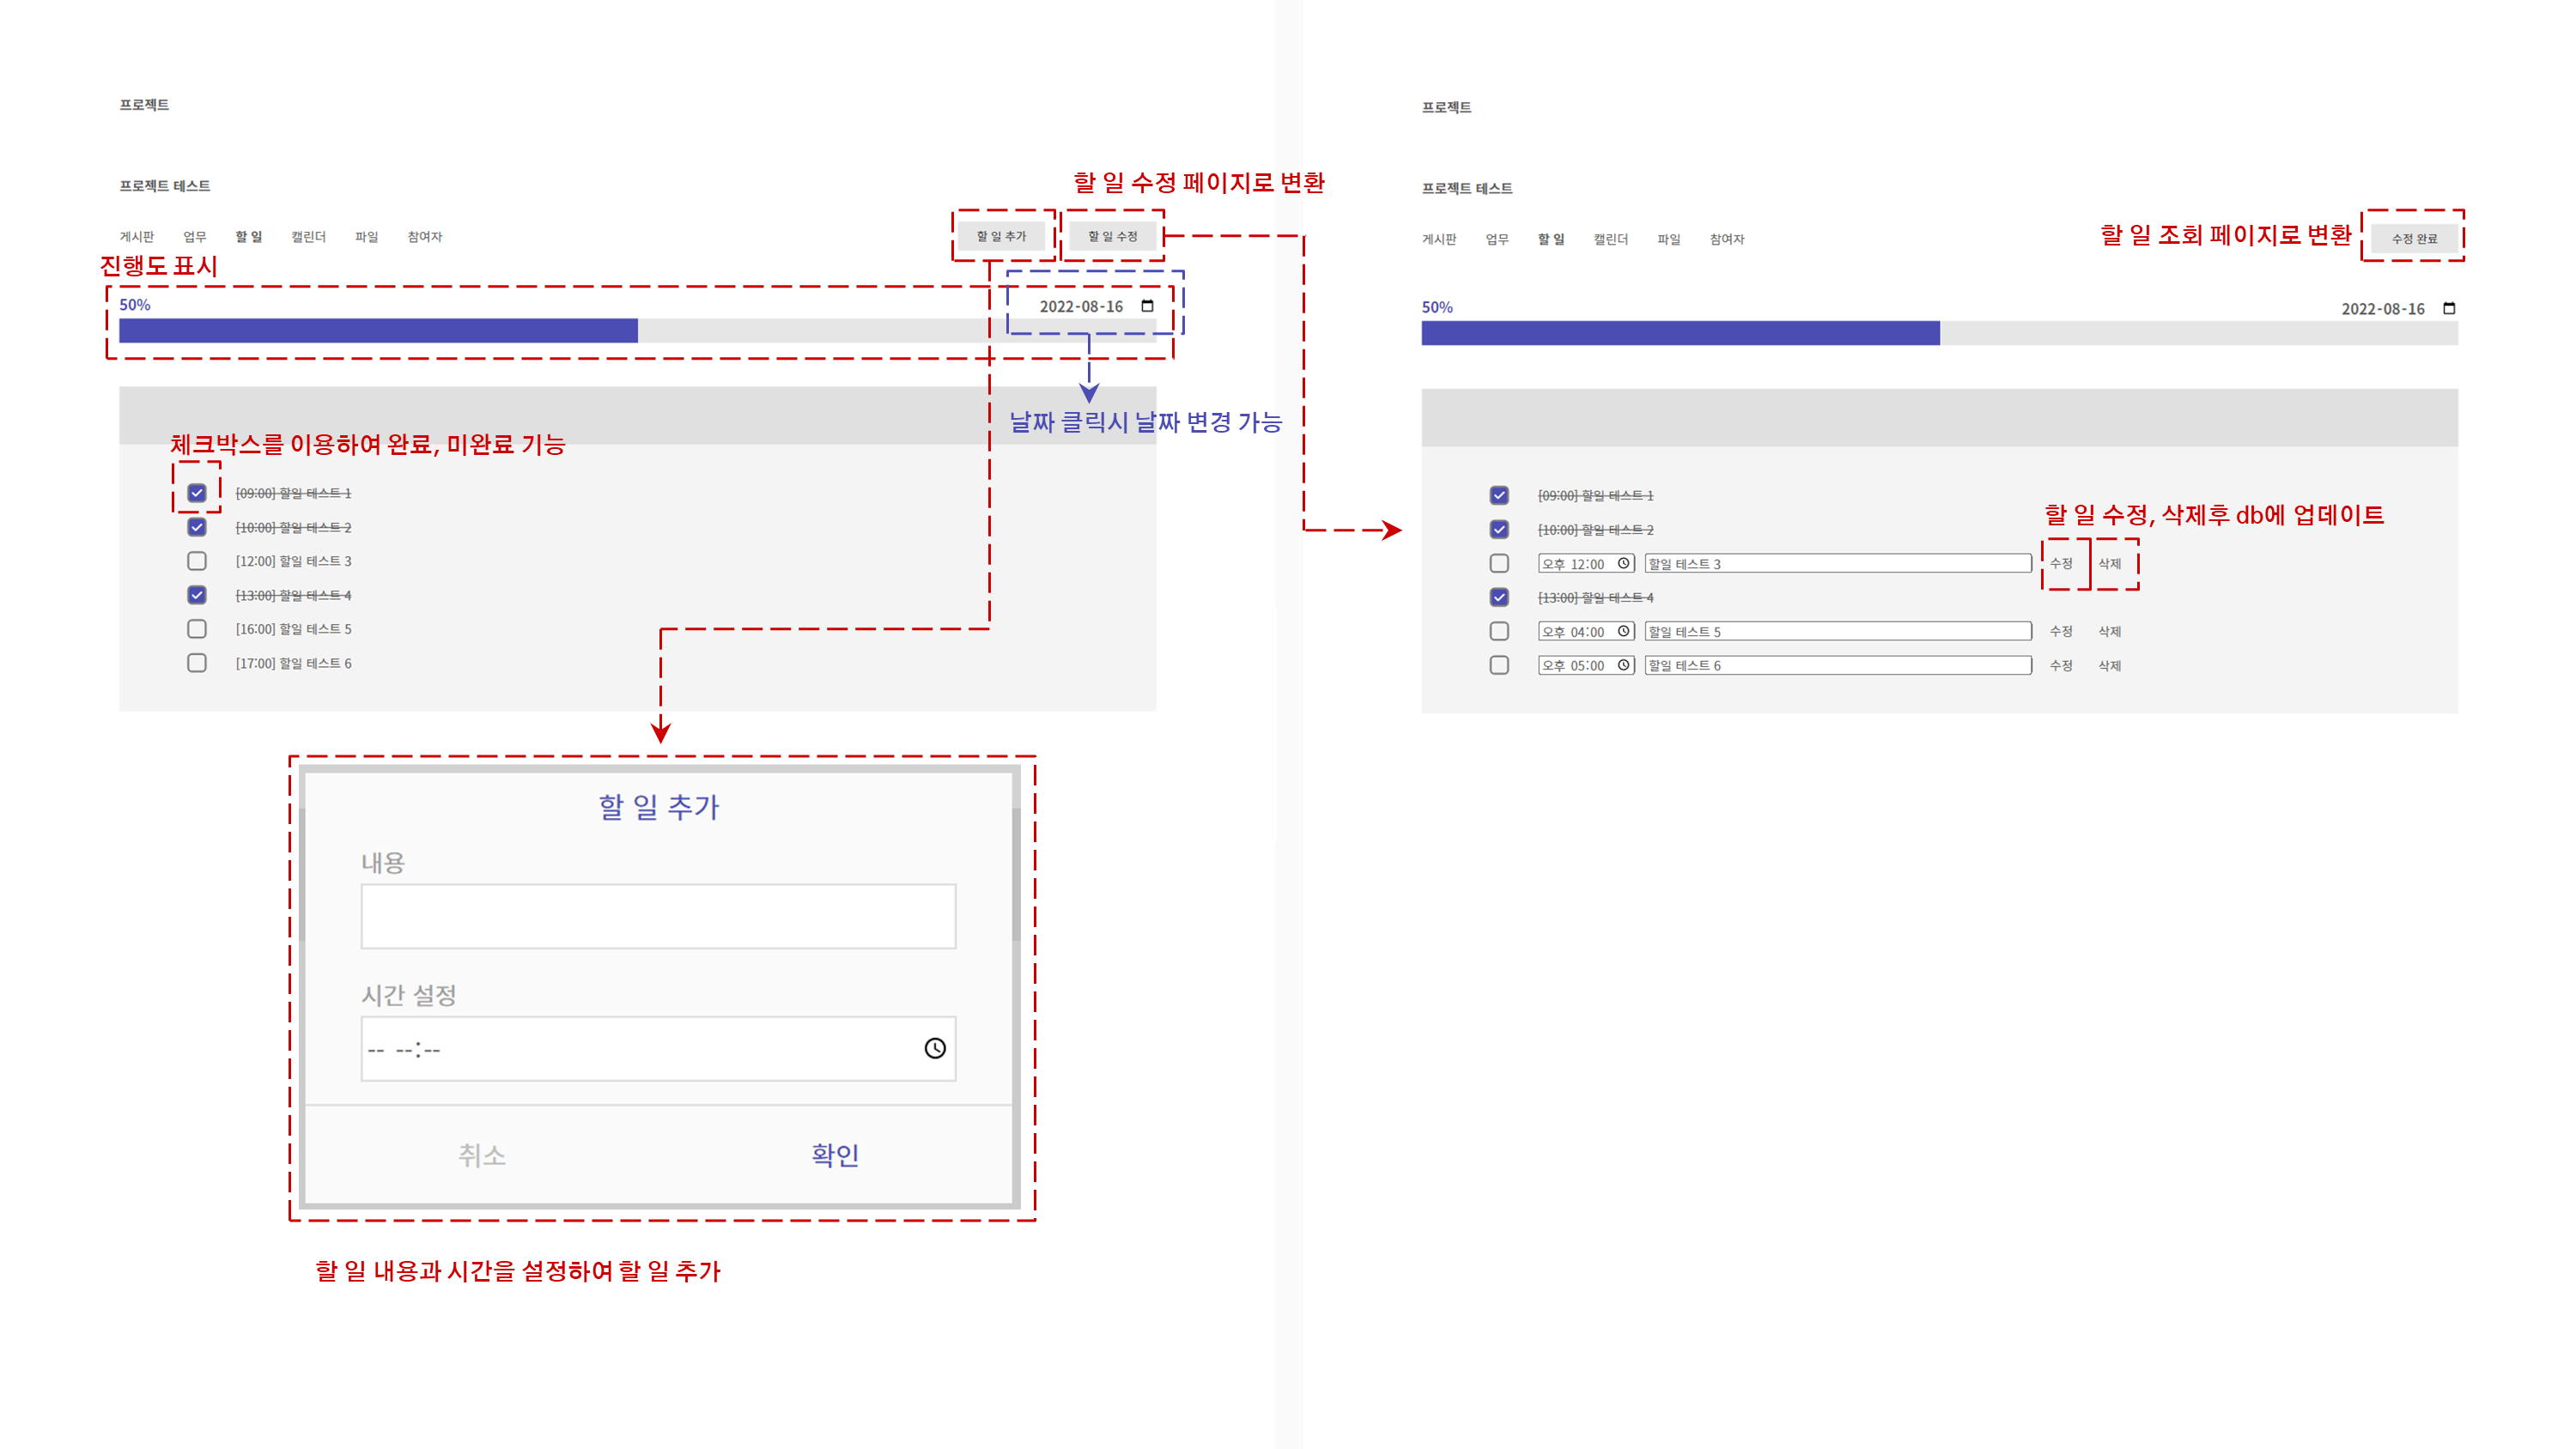 프로젝트
프로젝트 테스트
할 일 수정 페이지로 변환
게시판 업무 할 일 캘린더 파일 참여자
할 일 추가 할 일 수정
진행도 표시
50%
2022-08-16
날짜 클릭시 날짜 변경 가능
체크박스를 이용하여 완료, 미완료 기능
[09:00] 할일 테스트 1
[10:00] 할일 테스트 2
[12:00] 할일 테스트 3
[13:00] 할일 테스트 4
[16:00] 할일 테스트 5
[17:00] 할일 테스트 6
할 일 추가
내용
시간 설정
-- --:--
취소 확인
할 일 내용과 시간을 설정하여 할 일 추가
프로젝트
프로젝트 테스트
게시판 업무 할 일 캘린더 파일 참여자
할 일 조회 페이지로 변환
수정 완료
50%
2022-08-16
[09:00] 할일 테스트 1
할 일 수정, 삭제후 db에 업데이트
[10:00] 할일 테스트 2
오후 12:00 할일 테스트 3 수정 삭제
[13:00] 할일 테스트 4
오후 04:00 할일 테스트 5 수정 삭제
오후 05:00 할일 테스트 6 수정 삭제